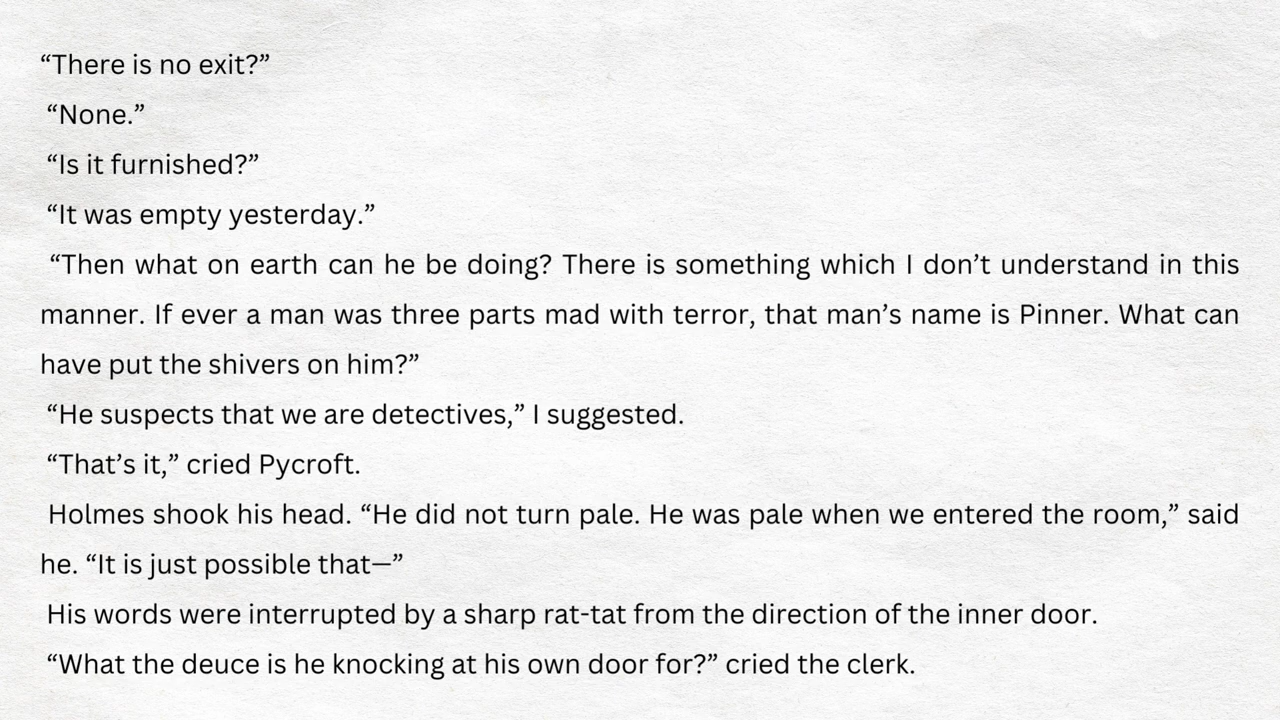 “There is no exit?”
“None.”
“Is it furnished?”
“It was empty yesterday.”
“Then what on earth can he be doing? There is something which I don’t understand in this
manner. If ever a man was three parts mad with terror, that man’s name is Pinner. What can
have put the shivers on him?”
“He suspects that we are detectives,” I suggested.
“That’s it,” cried Pycroft.
Holmes shook his head. “He did not turn pale. He was pale when we entered the room,” said
he. “It is just possible that—”
His words were interrupted by a sharp rat-tat from the direction of the inner door.
“What the deuce is he knocking at his own door for?” cried the clerk.